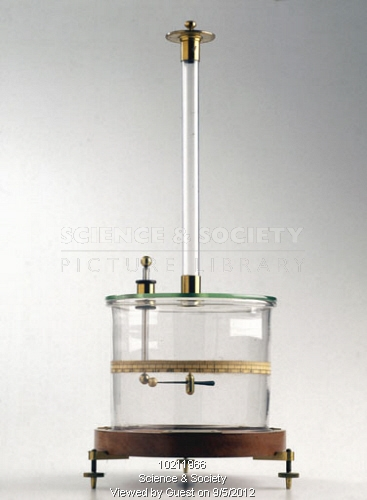 SCIENCE & SOCIETY
PICTURE LIBRARY
10211966
Science & Society
Viewed by Guest on 9/5/2012